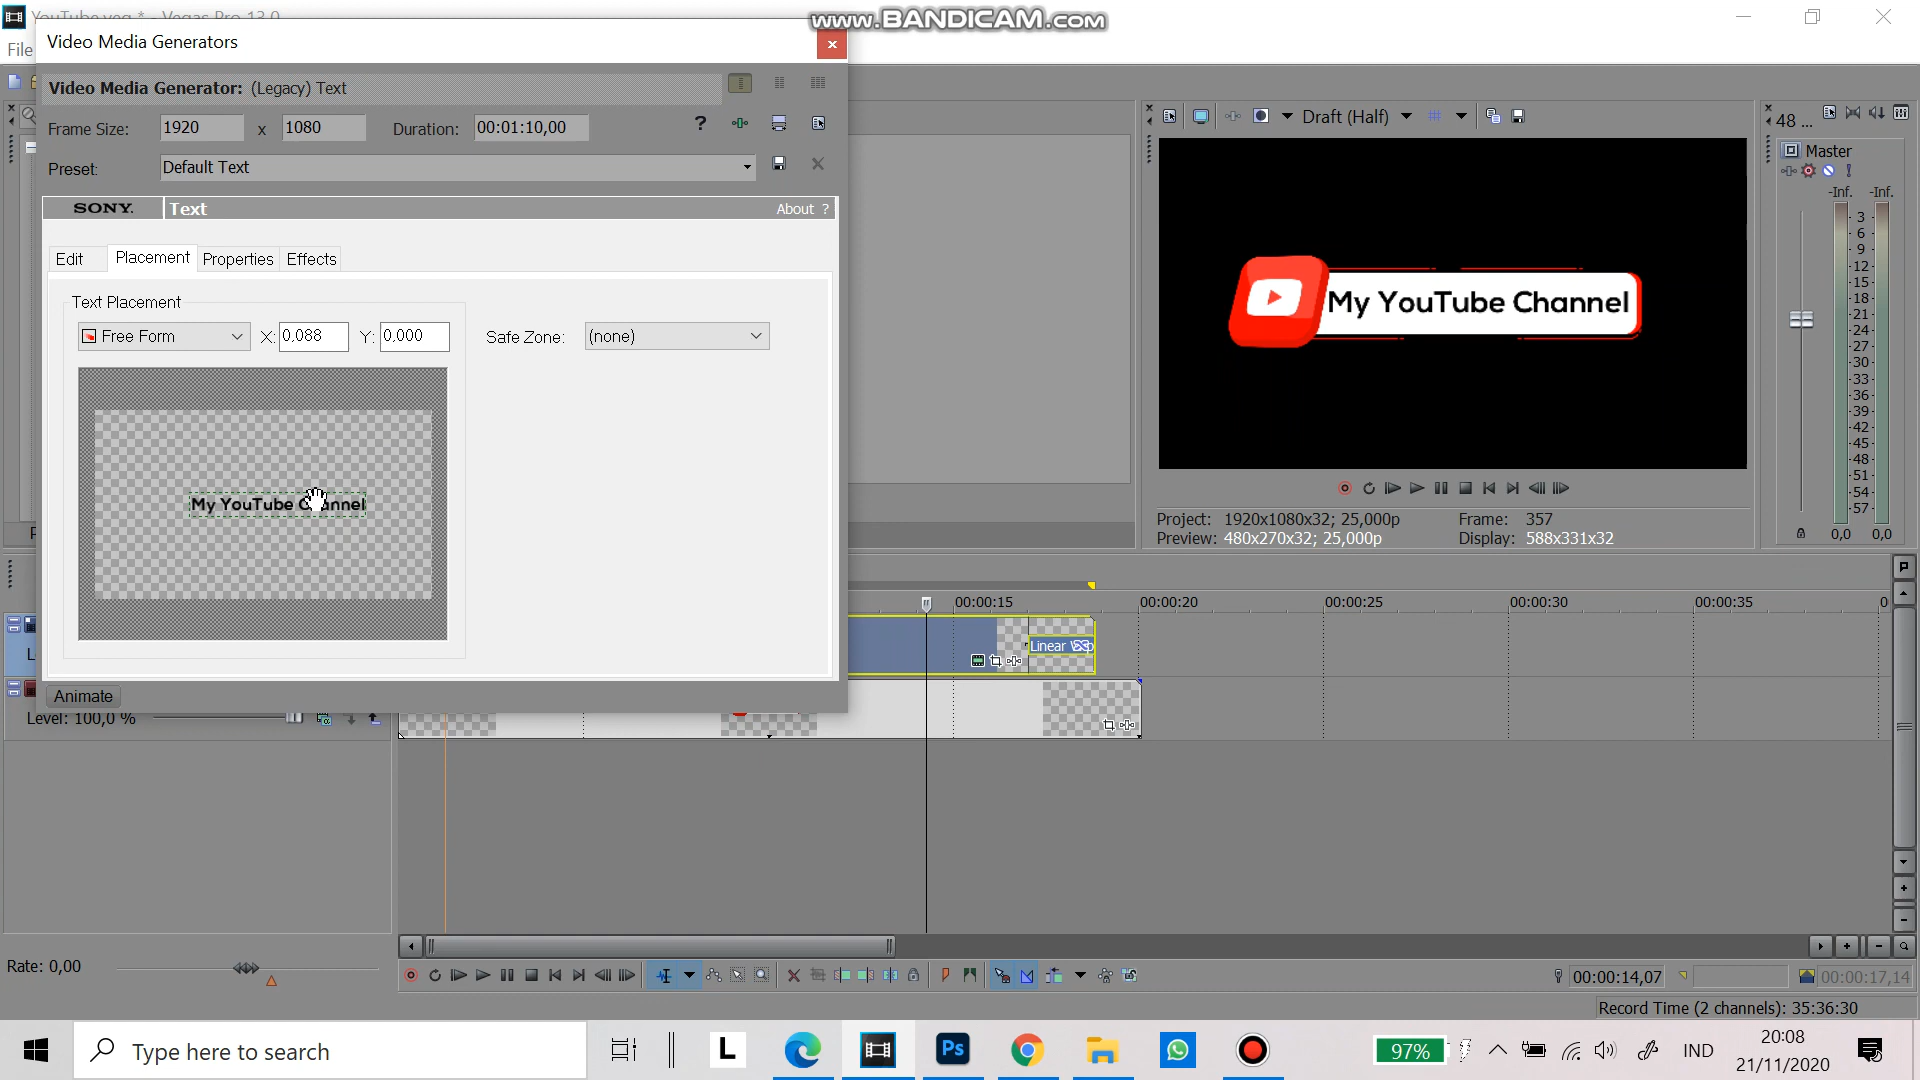 YouTube.veg * - Vegas Pro 13.0
www.BANDICAM.com
File
Video Media Generators
Video Media Generator: (Legacy) Text
Frame Size: 1920 x 1080 Duration: 00:01:10,00 ?
Preset: Default Text
SONY. Text About ?
Edit Placement Properties Effects
Text Placement
Free Form X: 0,088 Y: 0,000 Safe Zone: (none)
My YouTube Channel
Animate
Level: 100,0 %
Rate: 0,00
Draft (Half)
My YouTube Channel
Project: 1920x1080x32; 25,000p Frame: 357
Preview: 480x270x32; 25,000p Display: 588x331x32
48 ...
Master
-Inf. -Inf.
3
6
9
-12-
-15-
-18-
-21-
-24-
-27-
-30-
-33-
-36-
-39-
-42-
-45-
-48-
-51-
-54-
-57-
0,0 0,0
00:00:15 00:00:20 00:00:25 00:00:30 00:00:35 0
Linear
00:00:14,07 00:00:17,14
Record Time (2 channels): 35:36:30
Type here to search
L
Ps
97%
IND
20:08
21/11/2020